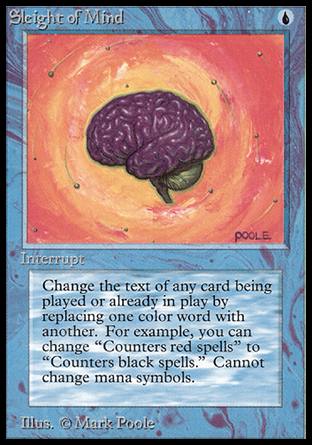 Sleight of Mind
POOLE
Interrupt
Change the text of any card being
played or already in play by
replacing one color word with
another. For example, you can
change “Counters red spells” to
“Counters black spells.” Cannot
change mana symbols.
Illus. © Mark Poole